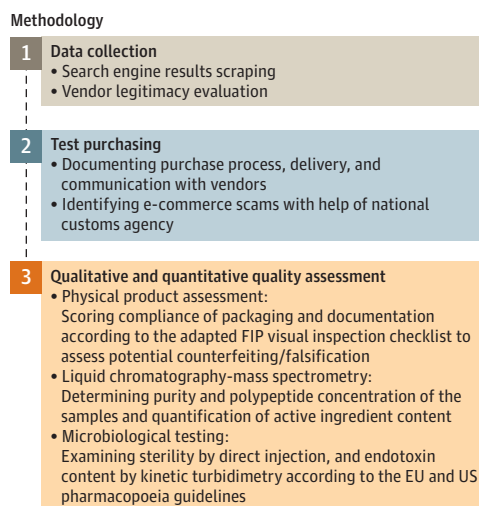 Methodology
1 Data collection
• Search engine results scraping
• Vendor legitimacy evaluation
2 Test purchasing
• Documenting purchase process, delivery, and
communication with vendors
• Identifying e-commerce scams with help of national
customs agency
3 Qualitative and quantitative quality assessment
• Physical product assessment:
Scoring compliance of packaging and documentation
according to the adapted FIP visual inspection checklist to
assess potential counterfeiting/falsification
• Liquid chromatography-mass spectrometry:
Determining purity and polypeptide concentration of the
samples and quantification of active ingredient content
• Microbiological testing:
Examining sterility by direct injection, and endotoxin
content by kinetic turbidimetry according to the EU and US
pharmacopoeia guidelines